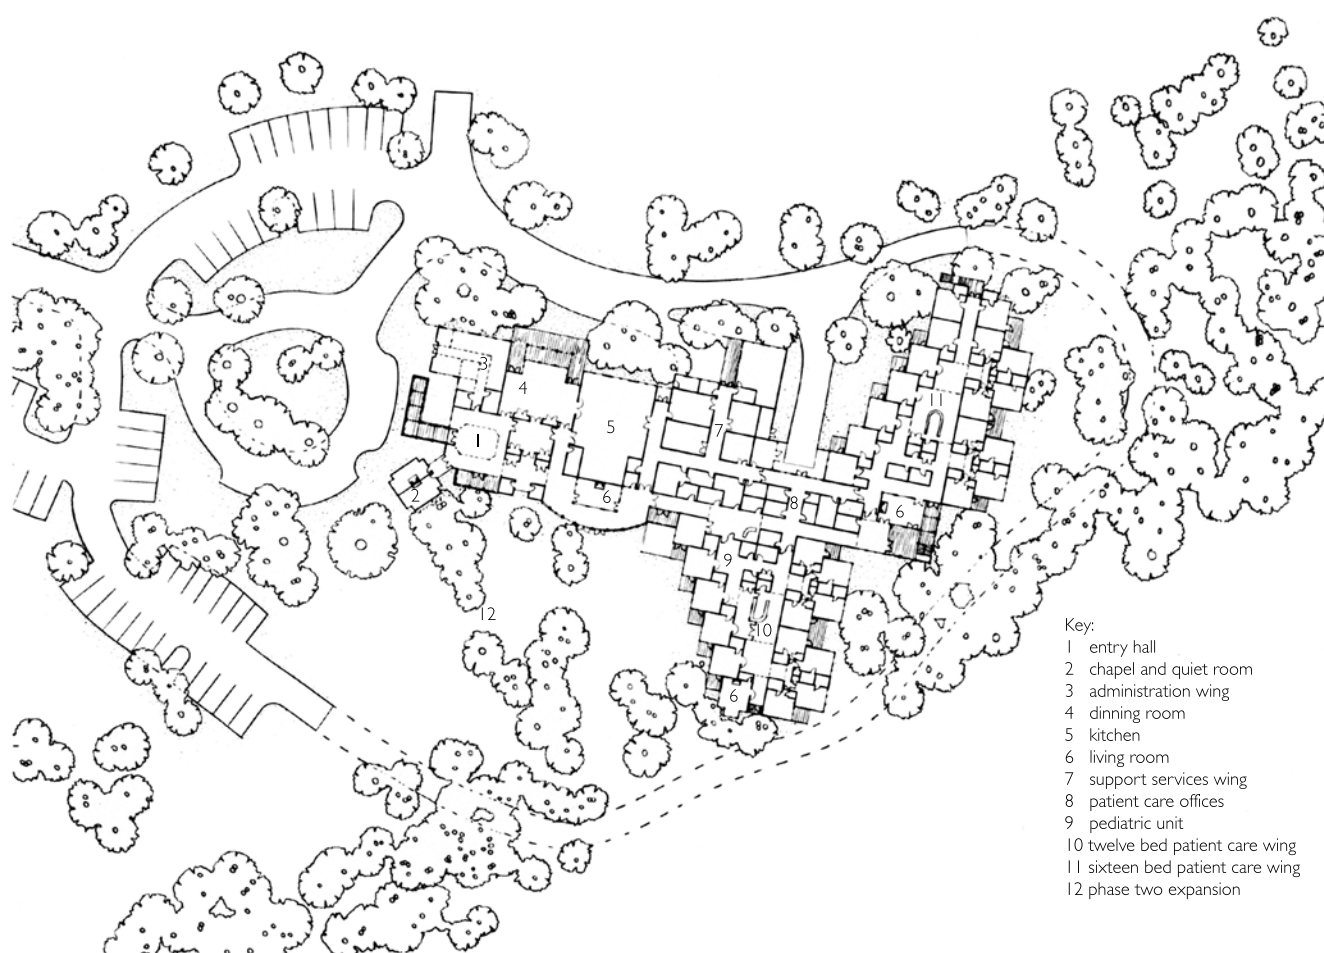 3
4
11
1
5
7
2
6
8
6
9
12
10
6
Key:
1 entry hall
2 chapel and quiet room
3 administration wing
4 dinning room
5 kitchen
6 living room
7 support services wing
8 patient care offices
9 pediatric unit
10 twelve bed patient care wing
11 sixteen bed patient care wing
12 phase two expansion